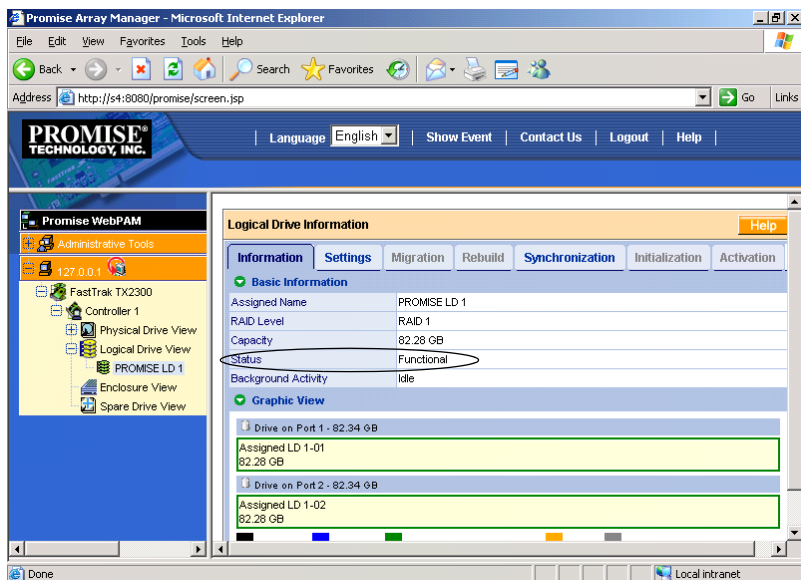 Promise Array Manager - Microsoft Internet Explorer
File Edit View Favorites Tools Help
Back Search Favorites
Address http://s4:8080/promise/screen.jsp Go Links
PROMISE®
TECHNOLOGY, INC.
| Language English | Show Event | Contact Us | Logout | Help |
Promise WebPAM
Administrative Tools
127.0.0.1
FastTrak TX2300
Controller 1
Physical Drive View
Logical Drive View
PROMISE LD 1
Enclosure View
Spare Drive View
Logical Drive Information Help
Information Settings Migration Rebuild Synchronization Initialization Activation
Basic Information
Assigned Name PROMISE LD 1
RAID Level RAID 1
Capacity 82.28 GB
Status Functional
Background Activity Idle
Graphic View
Drive on Port 1 - 82.34 GB
Assigned LD 1-01
82.28 GB
Drive on Port 2 - 82.34 GB
Assigned LD 1-02
82.28 GB
Done Local intranet